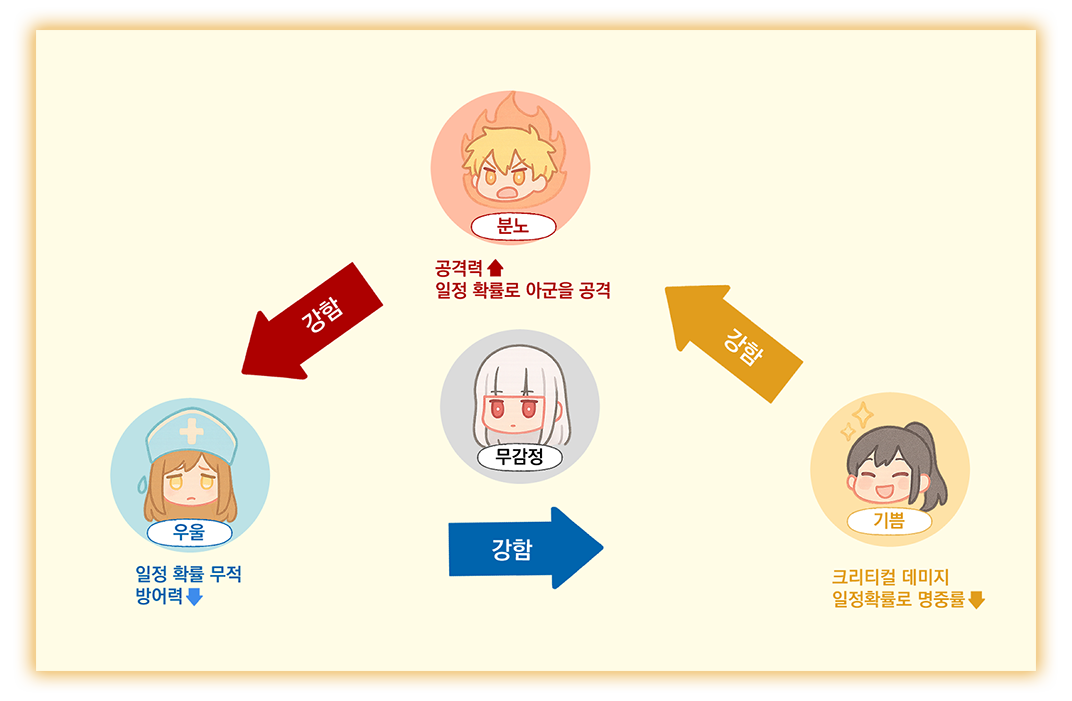 분노
공격력
일정 확률로 아군을 공격
강함
강함
무감정
우울
일정 확률 무적
방어력
강함
기쁨
크리티컬 데미지
일정확률로 명중률